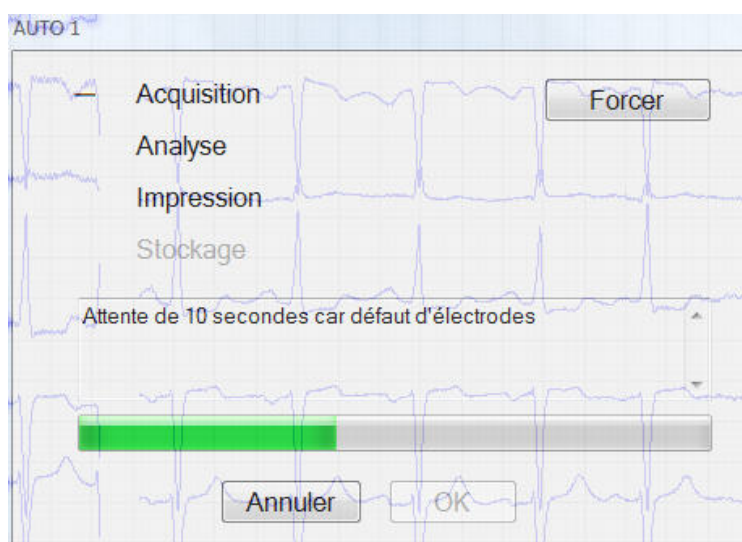 AUTO 1
Acquisition
Forcer
Analyse
Impression
Stockage
Attente de 10 secondes car défaut d'électrodes
Annuler
OK